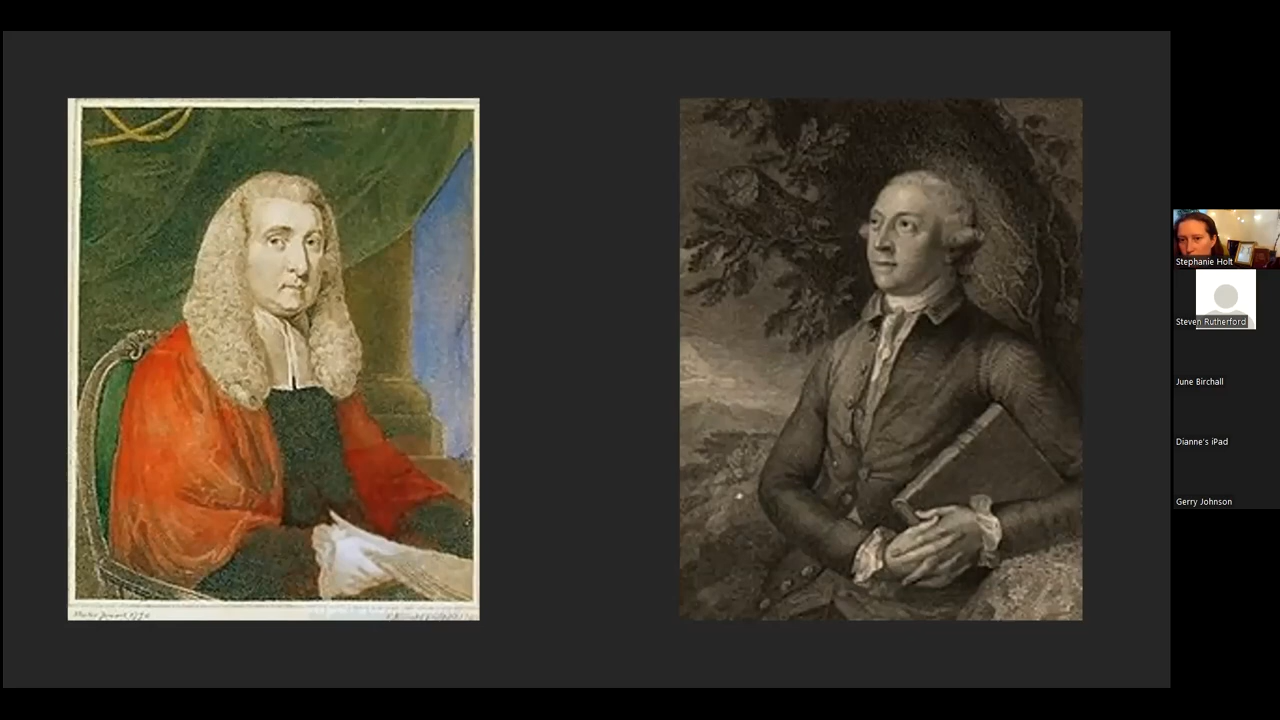 Stephanie Holt
Steven Rutherford
June Birchall
Dianne's iPad
Gerry Johnson